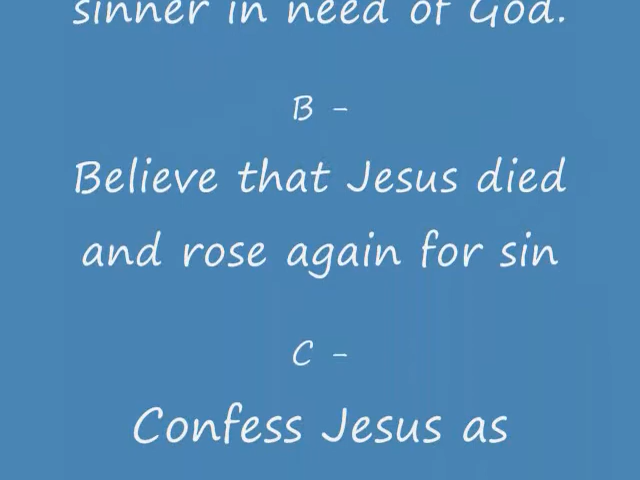 sinner in need of God.
B -
Believe that Jesus died
and rose again for sin
C -
Confess Jesus as